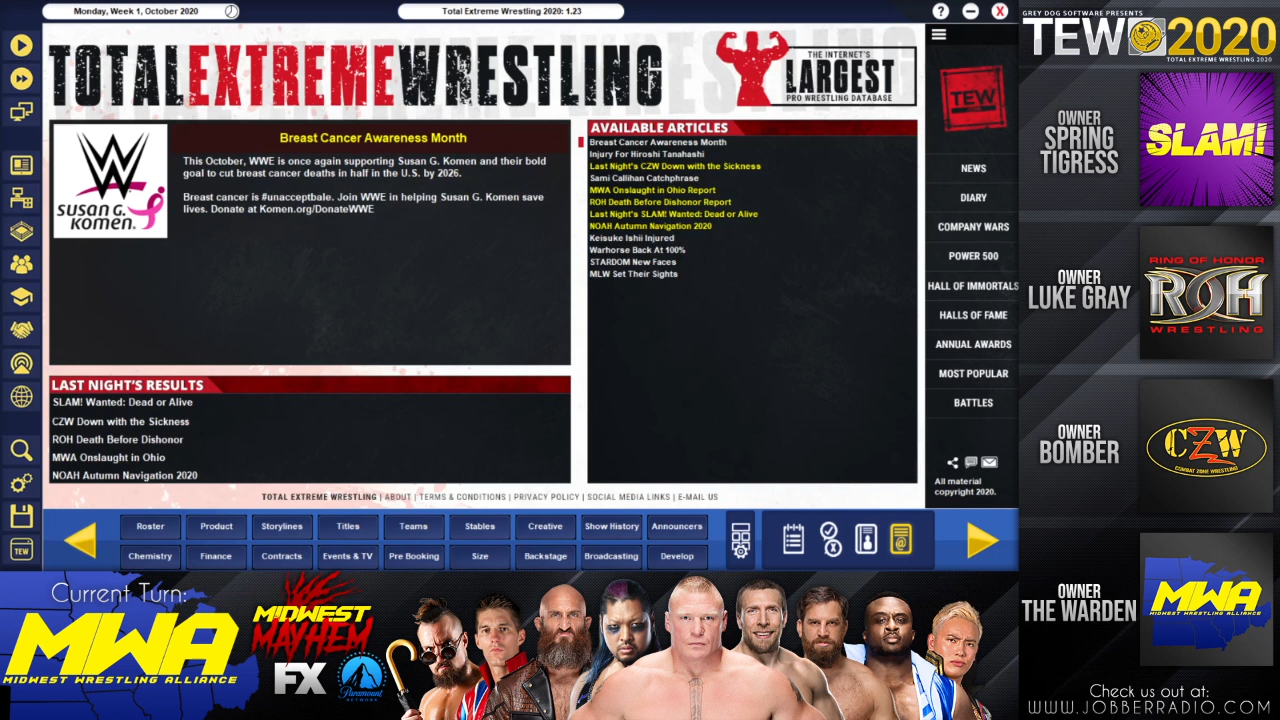 Monday, Week 1, October 2020
Total Extreme Wrestling 2020: 1.23
?
X
GREY DOG SOFTWARE PRESENTS
TEW 2020
TOTAL EXTREME WRESTLING 2020
TOTALEXTREMEWRESTLING
THE INTERNET'S
LARGEST
PRO WRESTLING DATABASE
TEW
susan g.
komen.
Breast Cancer Awareness Month
This October, WWE is once again supporting Susan G. Komen and their bold
goal to cut breast cancer deaths in half in the U.S. by 2026.
Breast cancer is #unacceptbale. Join WWE in helping Susan G. Komen save
lives. Donate at Komen.org/DonateWWE
AVAILABLE ARTICLES
Breast Cancer Awareness Month
Injury For Hiroshi Tanahashi
Last Night's CZW Down with the Sickness
Sami Callihan Catchphrase
MWA Onslaught in Ohio Report
ROH Death Before Dishonor Report
Last Night's SLAM! Wanted: Dead or Alive
NOAH Autumn Navigation 2020
Keisuke Ishii Injured
Warhorse Back At 100%
STARDOM New Faces
MLW Set Their Sights
LAST NIGHT'S RESULTS
SLAM! Wanted: Dead or Alive
CZW Down with the Sickness
ROH Death Before Dishonor
MWA Onslaught in Ohio
NOAH Autumn Navigation 2020
NEWS
DIARY
COMPANY WARS
POWER 500
HALL OF IMMORTALS
HALLS OF FAME
ANNUAL AWARDS
MOST POPULAR
BATTLES
All material
copyright 2020.
TOTAL EXTREME WRESTLING | ABOUT | TERMS & CONDITIONS | PRIVACY POLICY | SOCIAL MEDIA LINKS | E-MAIL US
TEW
Roster
Product
Storylines
Titles
Teams
Stables
Creative
Show History
Announcers
Chemistry
Finance
Contracts
Events & TV
Pre Booking
Size
Backstage
Broadcasting
Develop
OWNER
SPRING
TIGRESS
SLAM!
OWNER
LUKE GRAY
RING OF HONOR
ROH
WRESTLING
OWNER
BOMBER
CZW
COMBAT ZONE WRESTLING
OWNER
THE WARDEN
MWA
MIDWEST WRESTLING ALLIANCE
Current Turn:
MWA
MIDWEST WRESTLING ALLIANCE
MIDWEST
MAYHEM
FX
Paramount
NETWORK
Check us out at:
WWW.JOBBERRADIO.COM